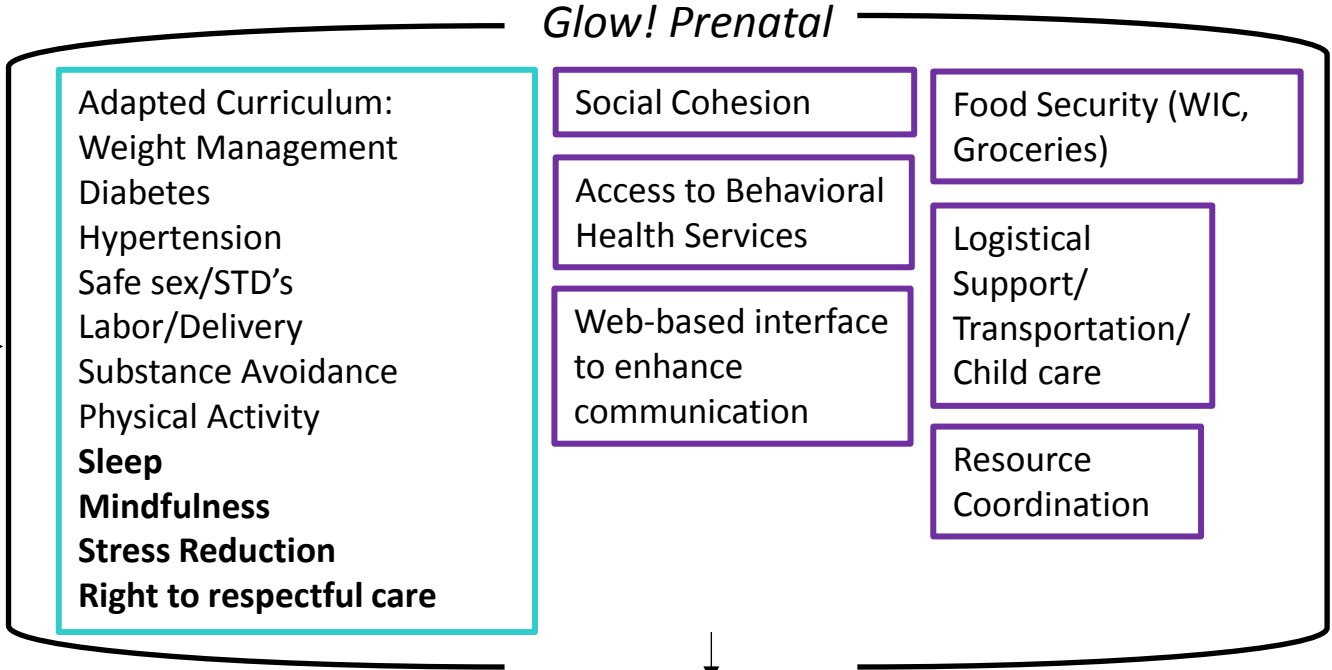 Glow! Prenatal
Adapted Curriculum:
Weight Management
Diabetes
Hypertension
Safe sex/STD’s
Labor/Delivery
Substance Avoidance
Physical Activity
Sleep
Mindfulness
Stress Reduction
Right to respectful care
Social Cohesion
Access to Behavioral
Health Services
Web-based interface
to enhance
communication
Food Security (WIC,
Groceries)
Logistical
Support/
Transportation/
Child care
Resource
Coordination